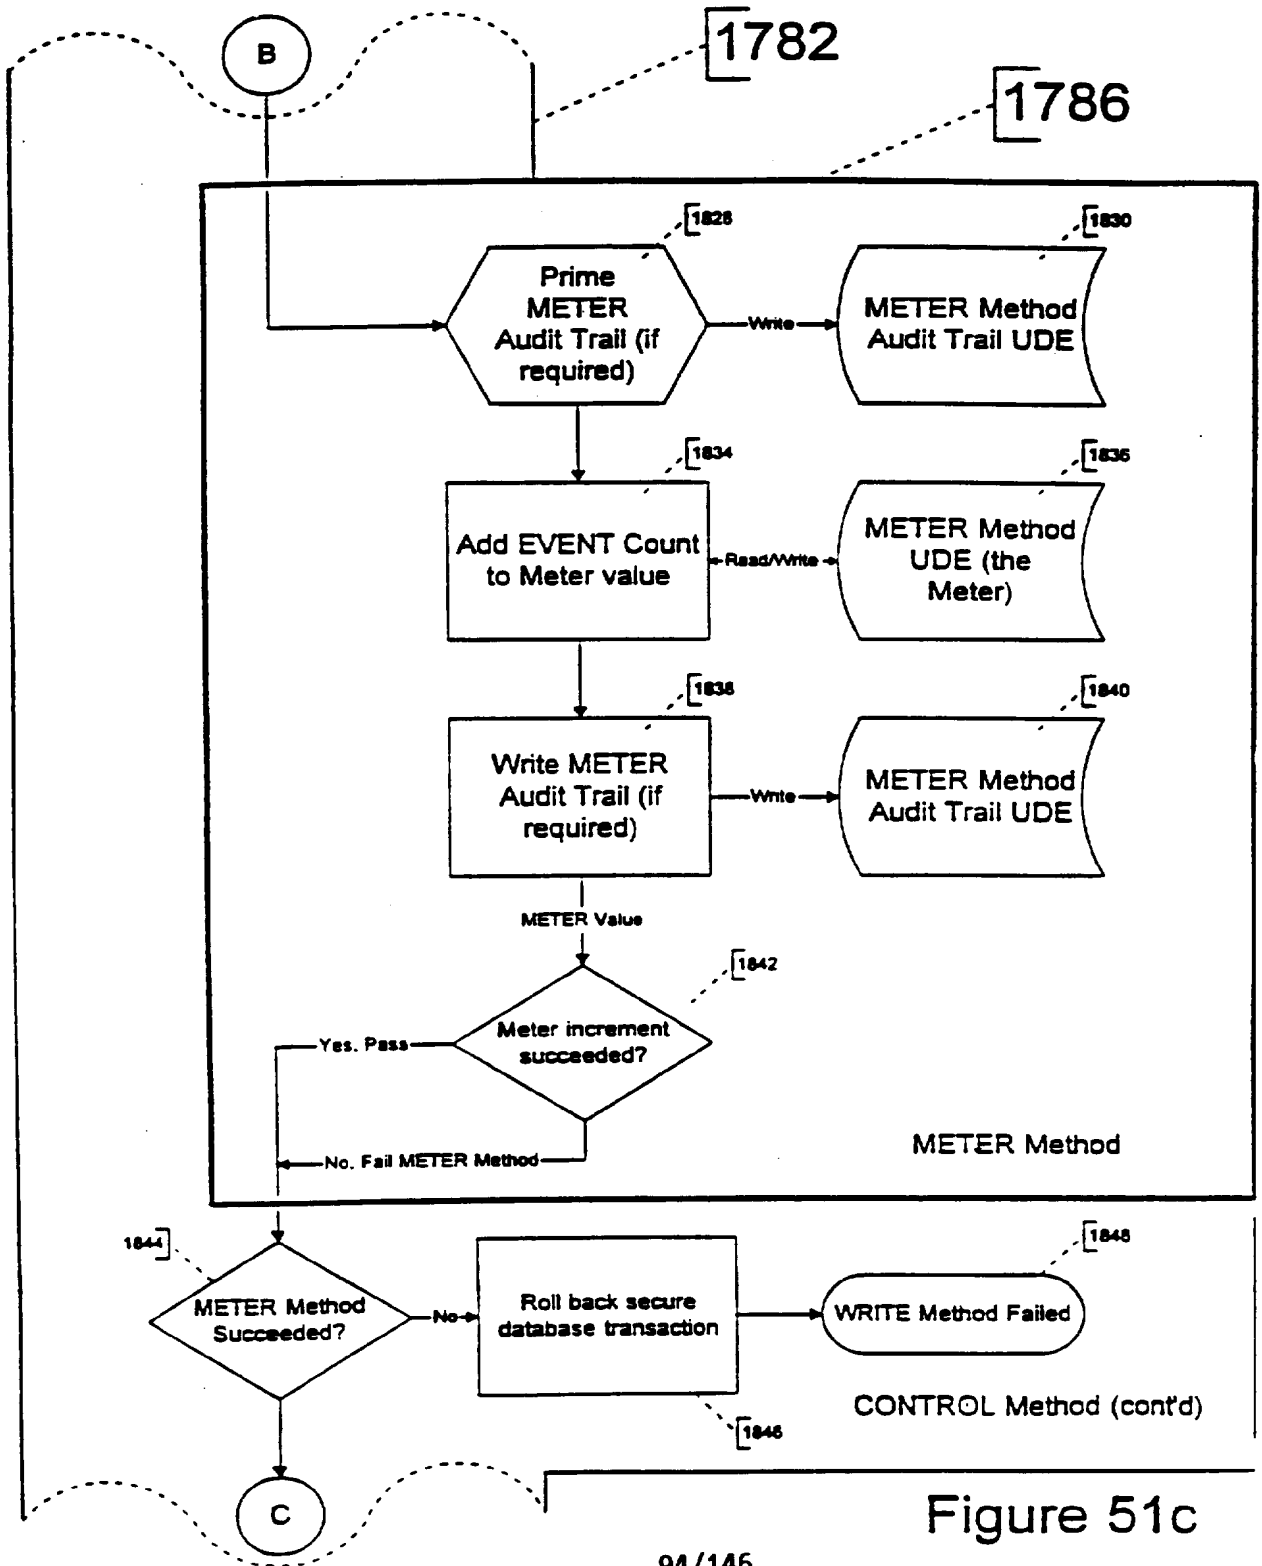 B
1782
1786
1828
1830
Prime
METER
Audit Trail (if
required)
Write
METER Method
Audit Trail UDE
1834
1836
Add EVENT Count
to Meter value
Read/Write
METER Method
UDE (the
Meter)
1838
1840
Write METER
Audit Trail (if
required)
Write
METER Method
Audit Trail UDE
METER Value
1842
Meter increment
succeeded?
Yes. Pass
No. Fail METER Method
METER Method
1844
1848
METER Method
Succeeded?
No
Roll back secure
database transaction
WRITE Method Failed
1846
CONTROL Method (cont'd)
C
Figure 51c
94/146